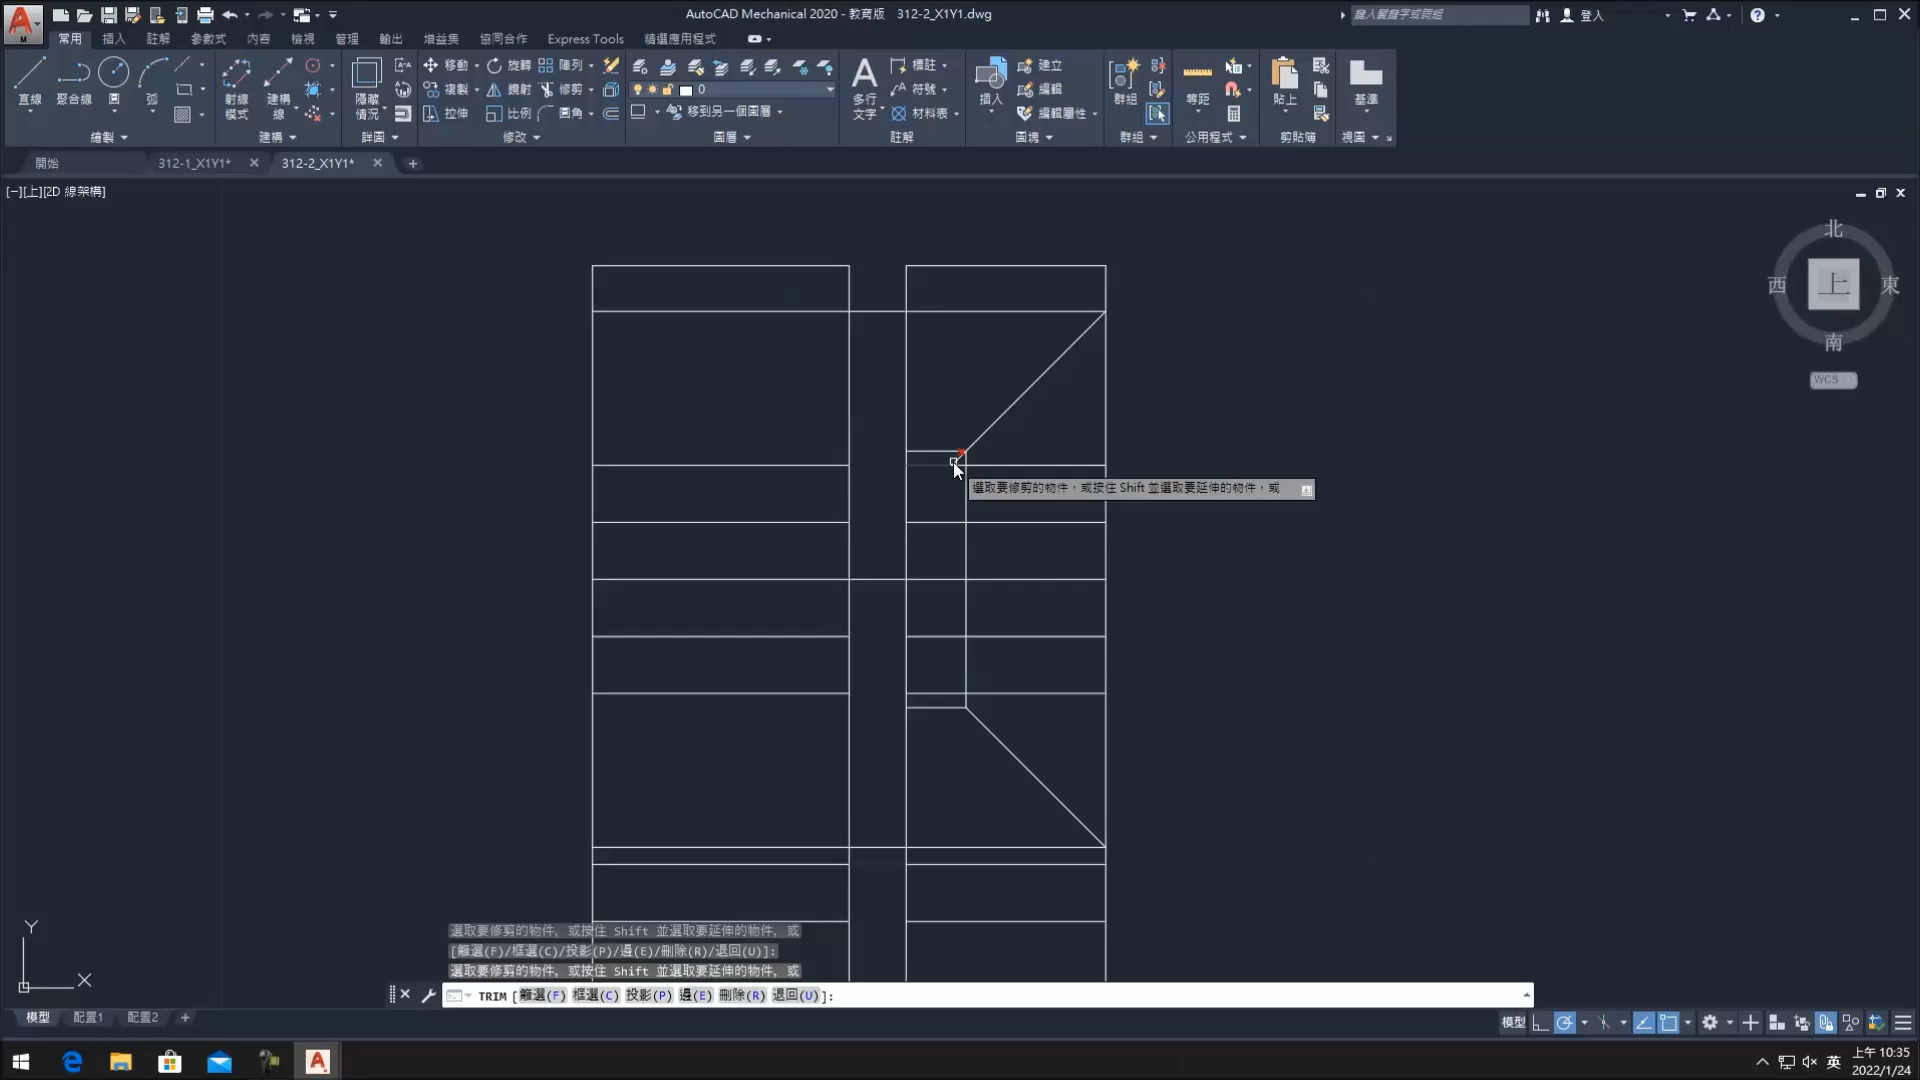 AutoCAD Mechanical 2020 - 教育版 312-2_X1Y1.dwg
鍵入關鍵字或詞組
登入
常用 插入 註解 參數式 內容 檢視 管理 輸出 增益集 協同合作 Express Tools 精選應用程式
直線 聚合線 圓 弧
射線模式 建構線
隱藏情況
移動 旋轉 陣列
複製 鏡射 修剪
拉伸 比例 圓角
0
移到另一個圖層
多行文字
標註
符號
材料表
插入
建立
編輯
編輯屬性
群組
等距
貼上
基準
繪製 建構 詳圖 修改 圖層 註解 圖塊 群組 公用程式 剪貼簿 視圖
開始 312-1_X1Y1* 312-2_X1Y1*
[−][上][2D 線架構]
北
西 上 東
南
WCS
選取要修剪的物件，或按住 Shift 並選取要延伸的物件，或
Y
X
選取要修剪的物件, 或按住 Shift 並選取要延伸的物件, 或
[籬選(F)/框選(C)/投影(P)/邊(E)/刪除(R)/退回(U)]:
選取要修剪的物件, 或按住 Shift 並選取要延伸的物件, 或
TRIM [籬選(F) 框選(C) 投影(P) 邊(E) 刪除(R) 退回(U)]:
模型 配置1 配置2 +
模型
英
上午 10:35
2022/1/24